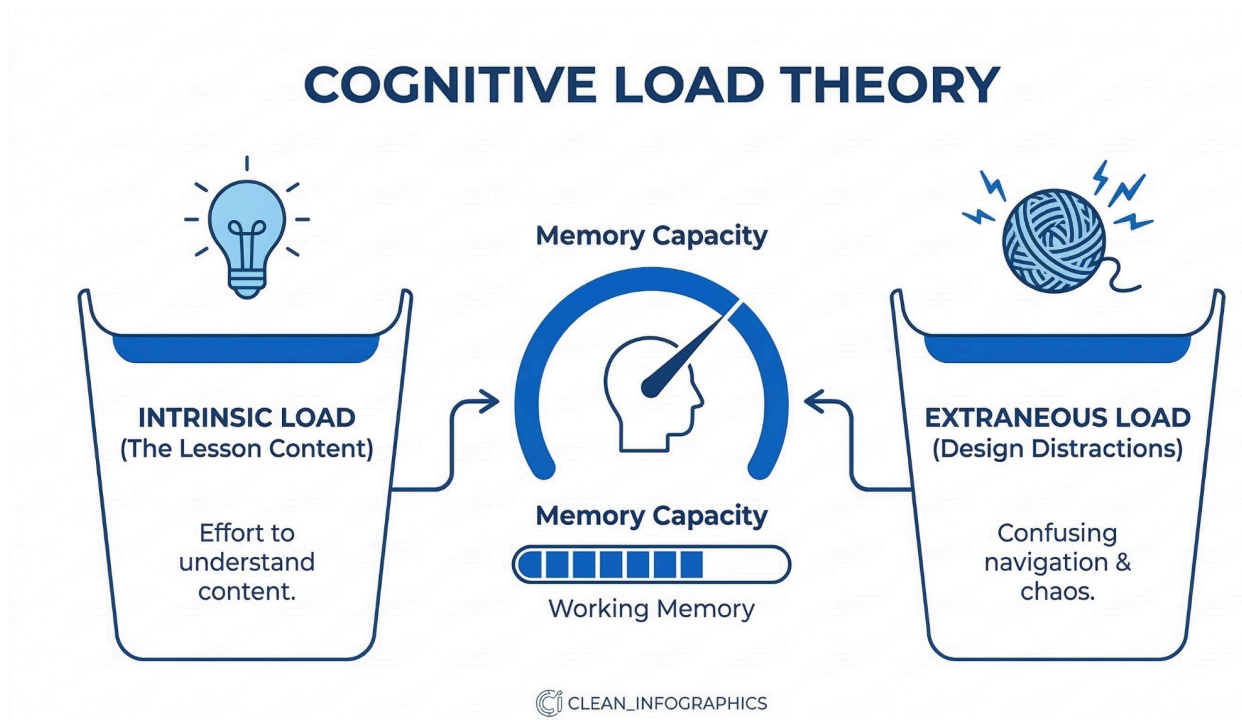 COGNITIVE LOAD THEORY
INTRINSIC LOAD
(The Lesson Content)
Effort to
understand
content.
Memory Capacity
Memory Capacity
Working Memory
EXTRANEOUS LOAD
(Design Distractions)
Confusing
navigation &
chaos.
CLEAN_INFOGRAPHICS